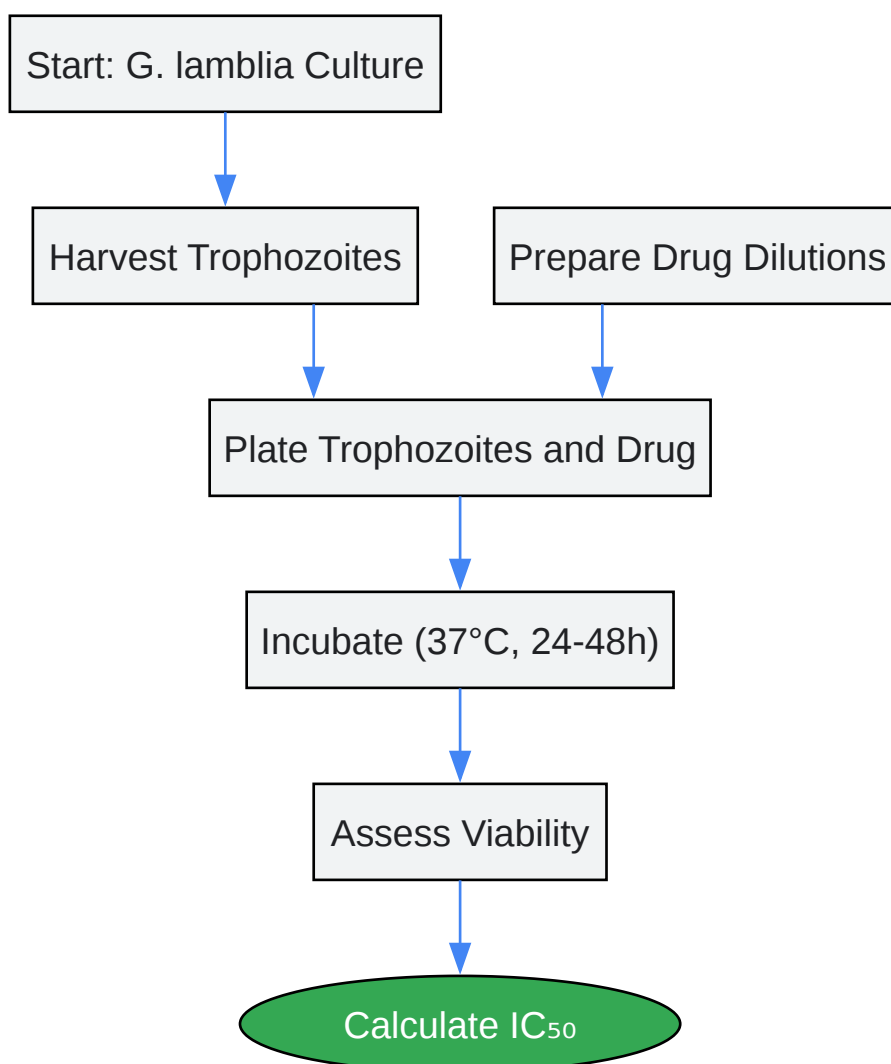 Start: G. lamblia Culture
Harvest Trophozoites
Prepare Drug Dilutions
Plate Trophozoites and Drug
Incubate (37°C, 24-48h)
Assess Viability
Calculate IC₅₀